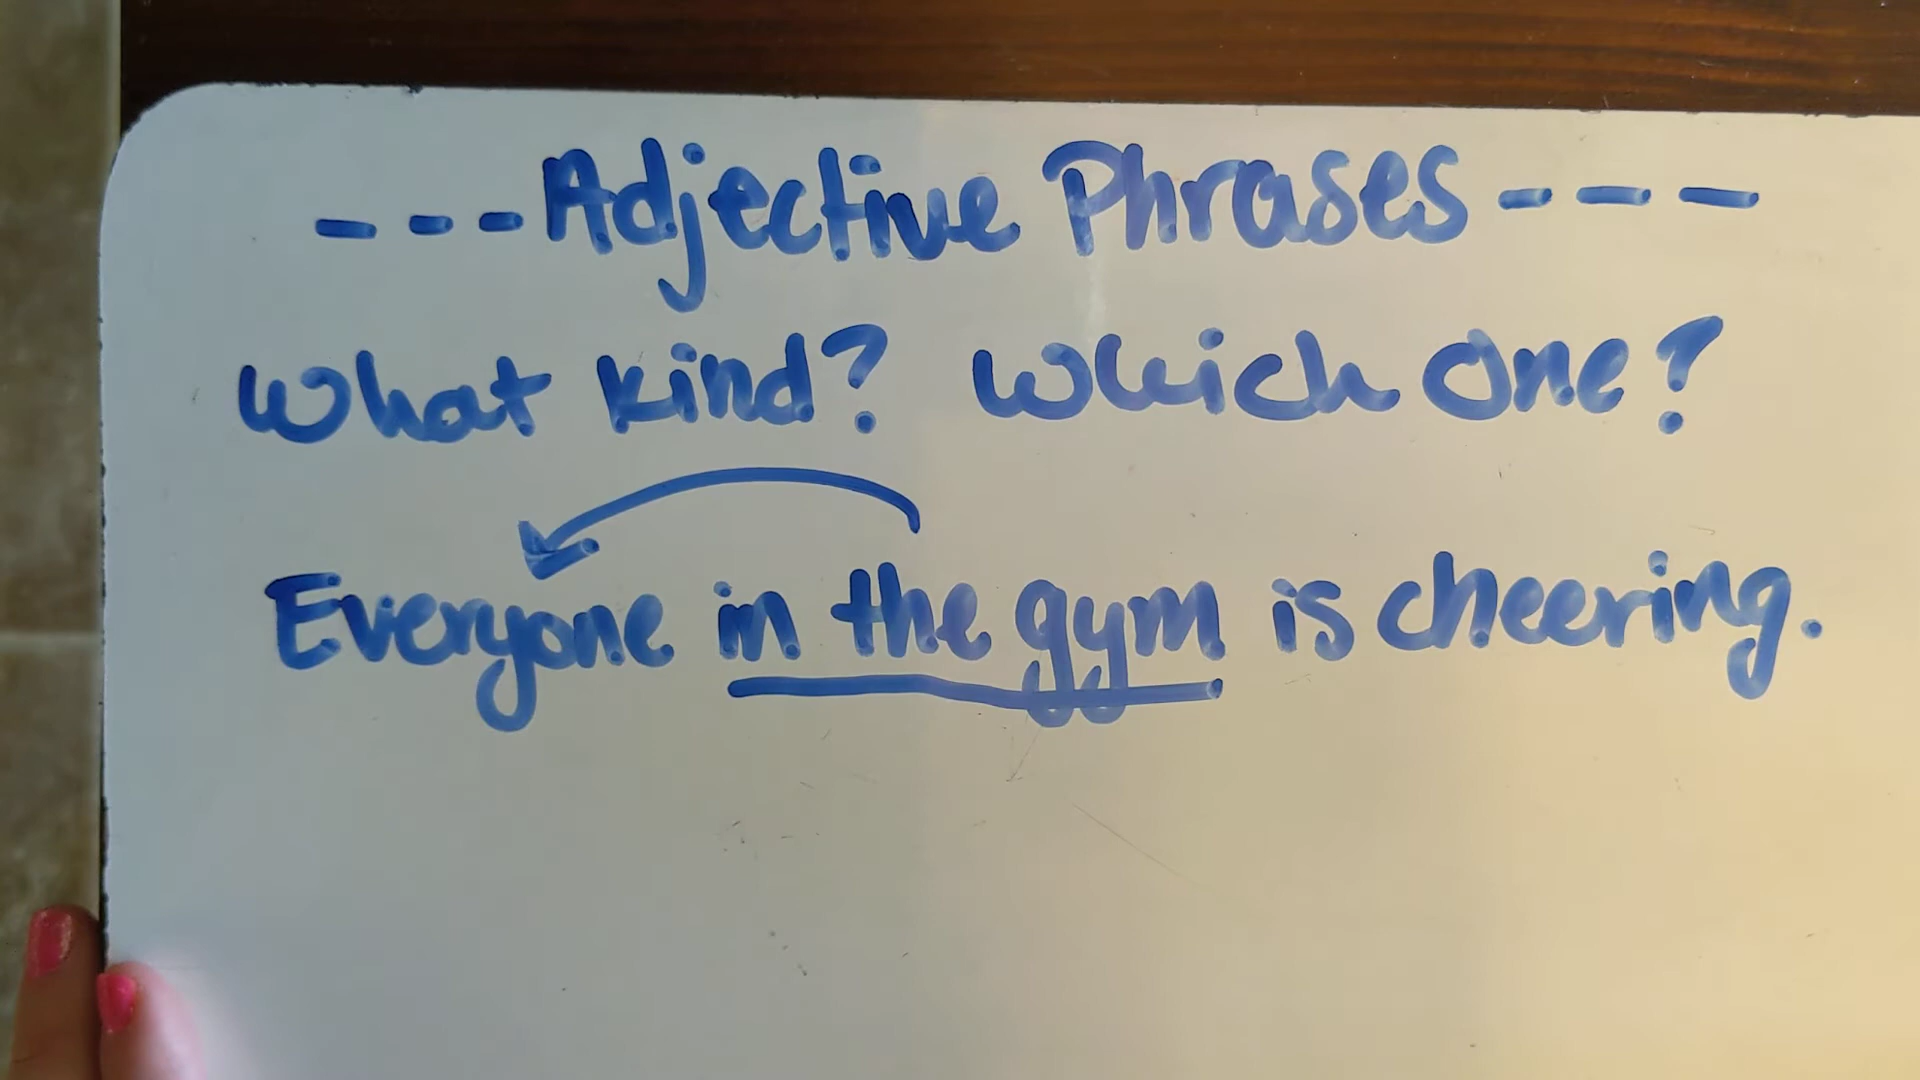 ---Adjective Phrases---
What kind? Which One?
Everyone in the gym is cheering.